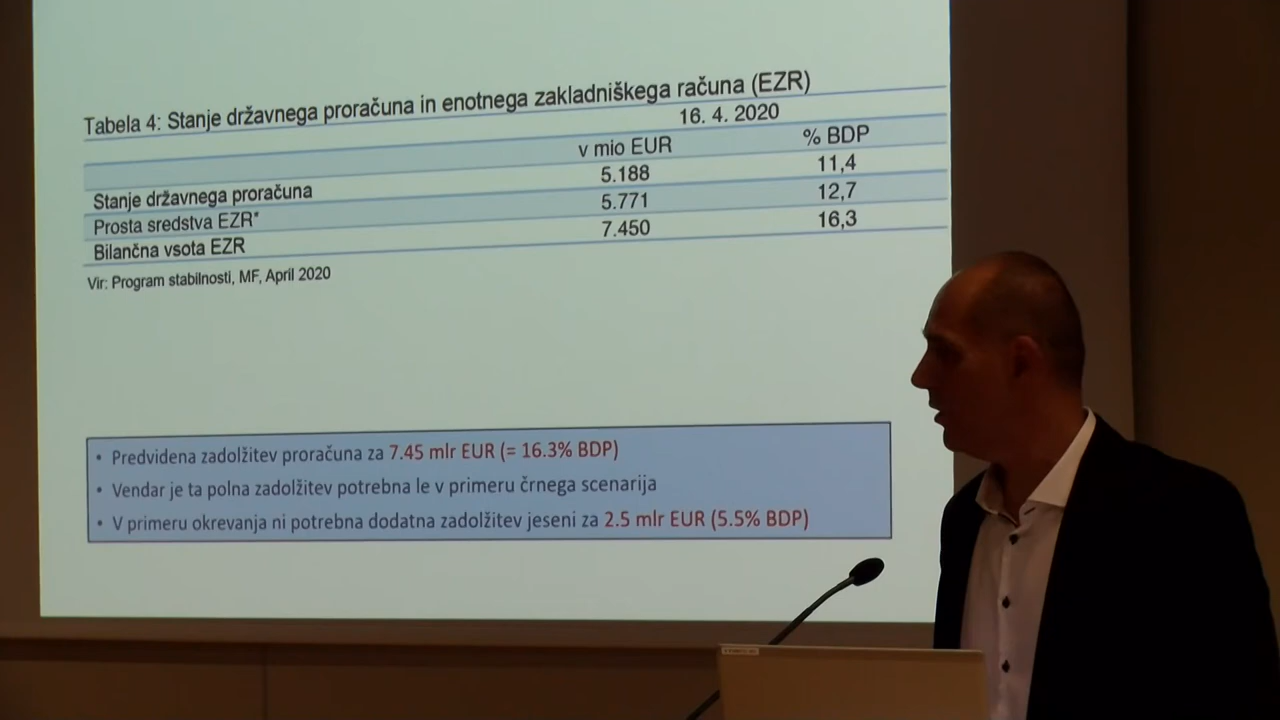 Tabela 4: Stanje državnega proračuna in enotnega zakladniškega računa (EZR)
16. 4. 2020
v mio EUR % BDP
Stanje državnega proračuna 5.188 11,4
Prosta sredstva EZR* 5.771 12,7
Bilančna vsota EZR 7.450 16,3
Vir: Program stabilnosti, MF, April 2020
• Predvidena zadolžitev proračuna za 7.45 mlr EUR (= 16.3% BDP)
• Vendar je ta polna zadolžitev potrebna le v primeru črnega scenarija
• V primeru okrevanja ni potrebna dodatna zadolžitev jeseni za 2.5 mlr EUR (5.5% BDP)